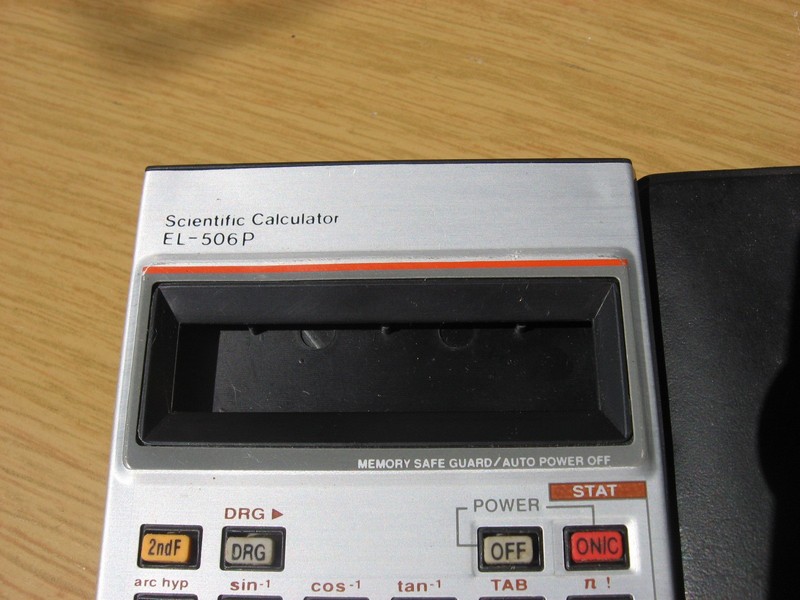 Scientific Calculator
EL-506P
MEMORY SAFE GUARD/AUTO POWER OFF
STAT
DRG ▶ POWER
2ndF DRG OFF ON/C
arc hyp sin-1 cos-1 tan-1 TAB n !